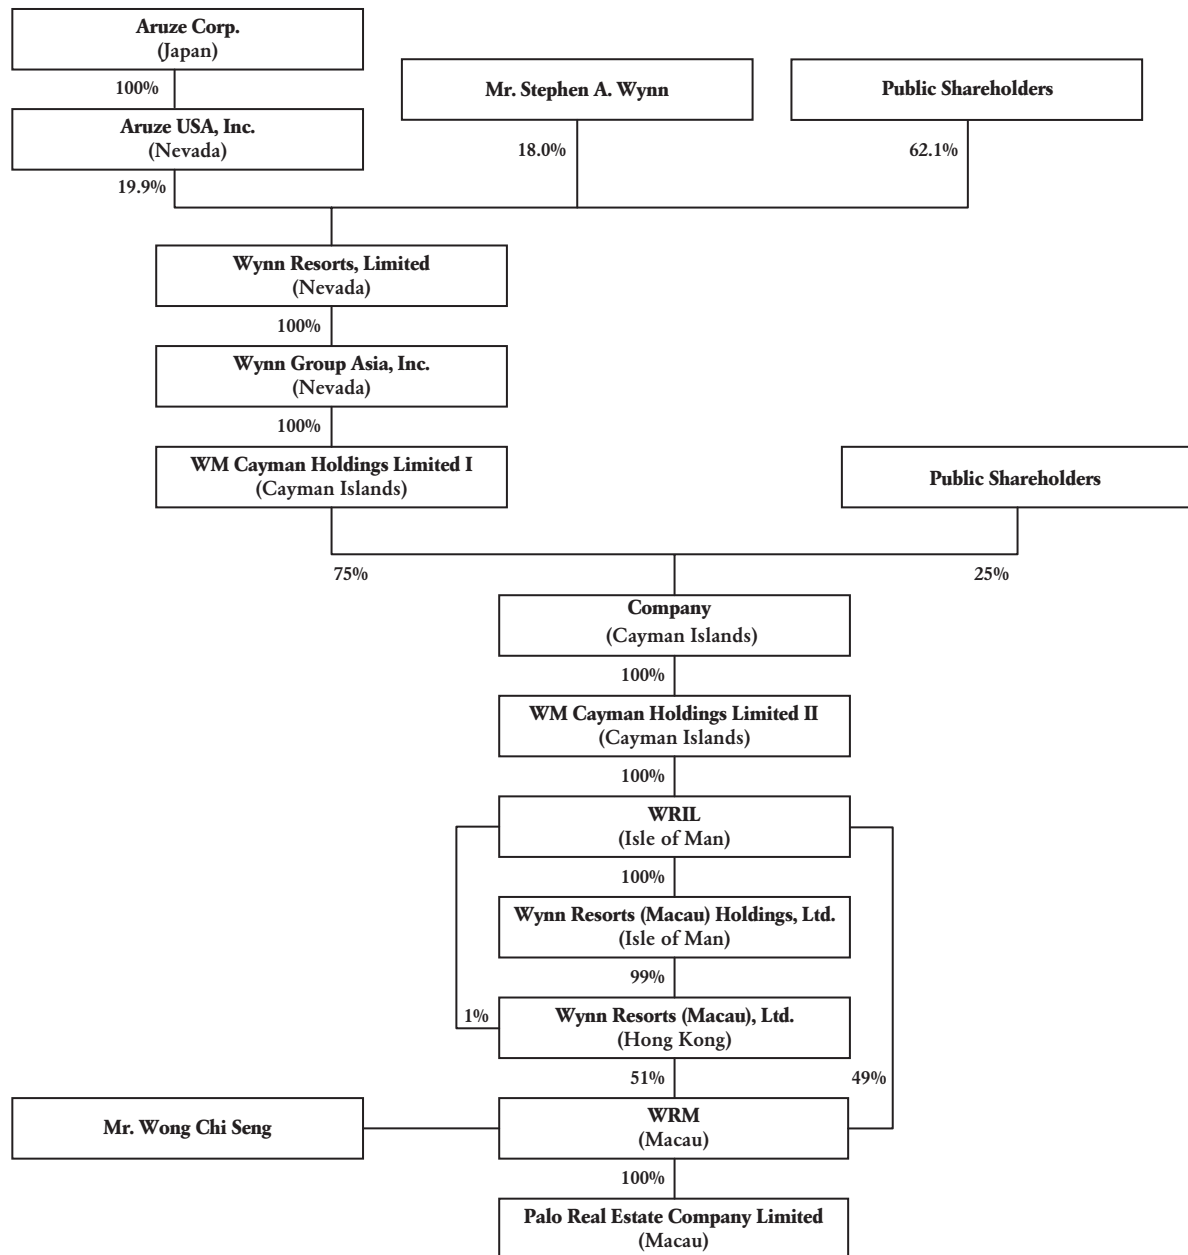 Aruze Corp.
(Japan)
100%
Aruze USA, Inc.
(Nevada)
19.9%
Mr. Stephen A. Wynn
18.0%
Public Shareholders
62.1%
Wynn Resorts, Limited
(Nevada)
100%
Wynn Group Asia, Inc.
(Nevada)
100%
WM Cayman Holdings Limited I
(Cayman Islands)
Public Shareholders
75%
25%
Company
(Cayman Islands)
100%
WM Cayman Holdings Limited II
(Cayman Islands)
100%
WRIL
(Isle of Man)
100%
Wynn Resorts (Macau) Holdings, Ltd.
(Isle of Man)
99%
1%
Wynn Resorts (Macau), Ltd.
(Hong Kong)
51%
49%
Mr. Wong Chi Seng
WRM
(Macau)
100%
Palo Real Estate Company Limited
(Macau)